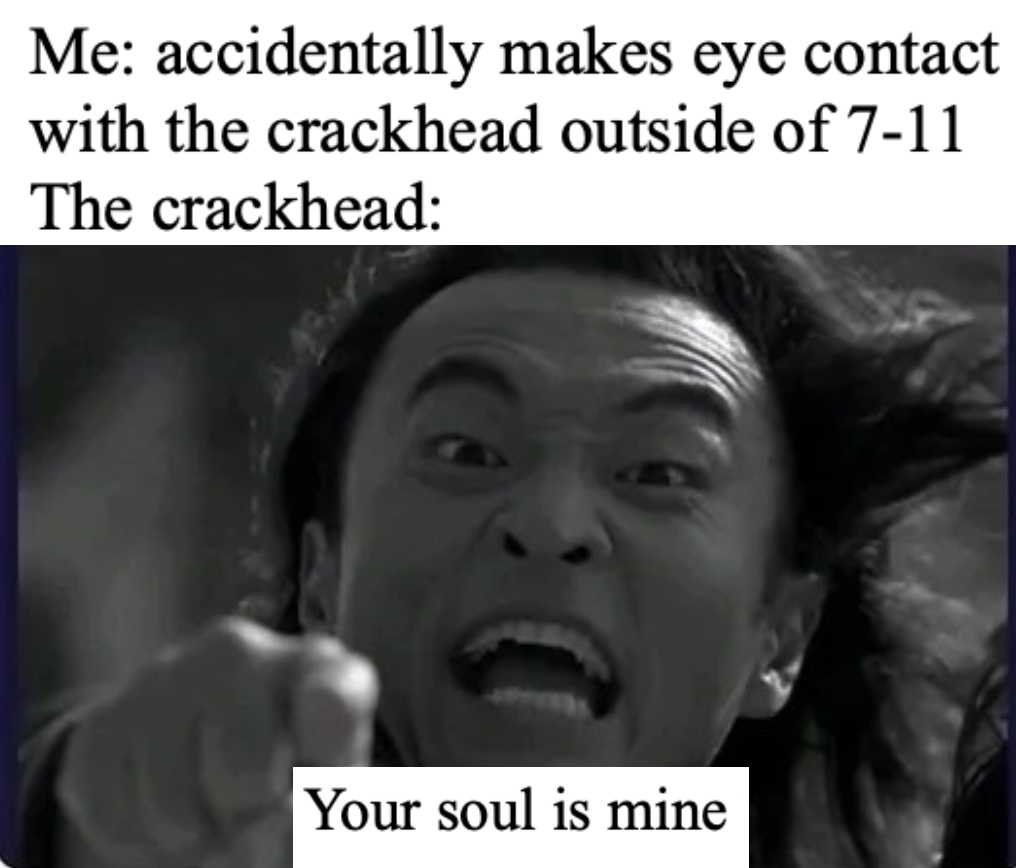 Me: accidentally makes eye contact
with the crackhead outside of 7-11
The crackhead:
Your soul is mine